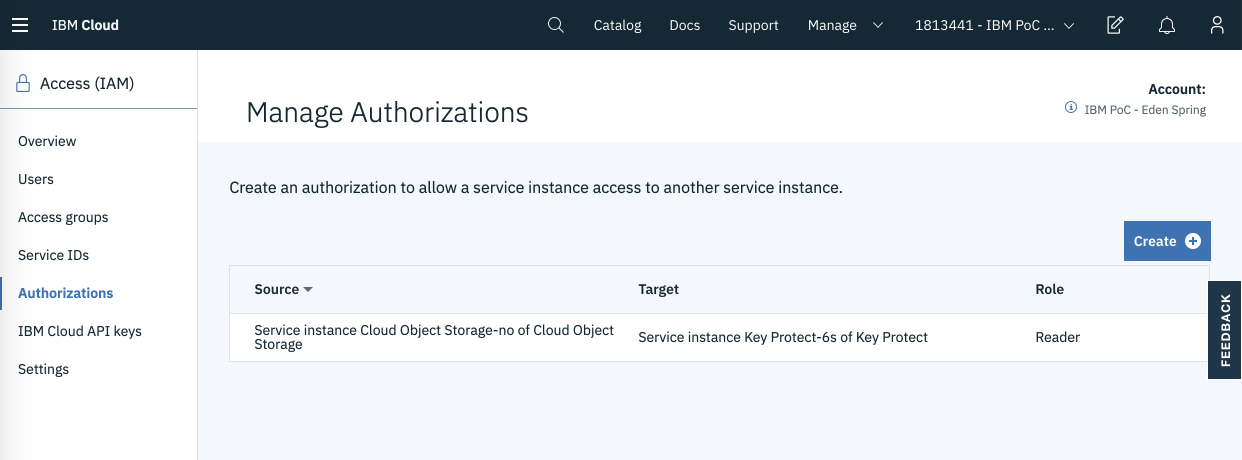 IBM Cloud
Catalog
Docs
Support
Manage
1813441 - IBM PoC ...
Access (IAM)
Overview
Users
Access groups
Service IDs
Authorizations
IBM Cloud API keys
Settings
Manage Authorizations
Account:
IBM PoC - Eden Spring
Create an authorization to allow a service instance access to another service instance.
Create
Source
Target
Role
Service instance Cloud Object Storage-no of Cloud Object
Storage
Service instance Key Protect-6s of Key Protect
Reader
FEEDBACK